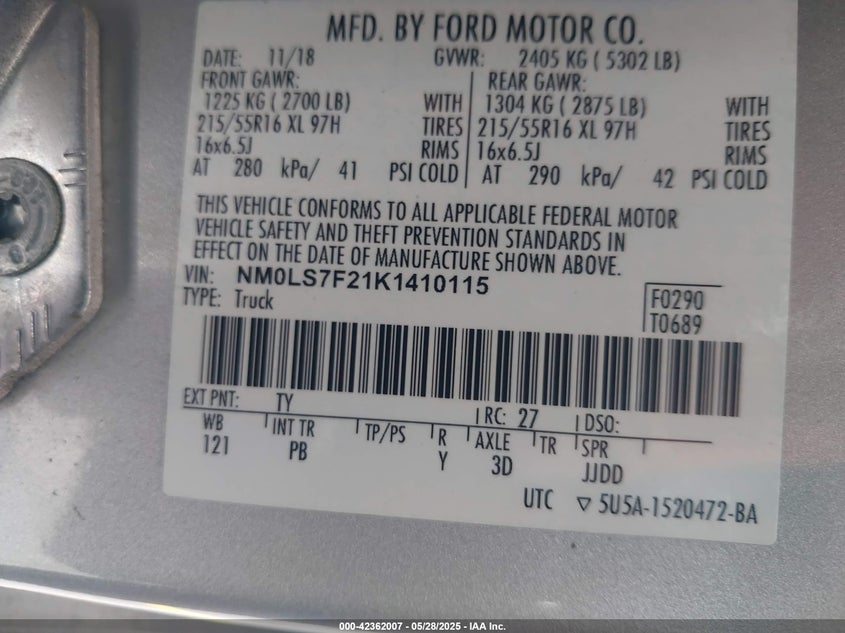 MFD. BY FORD MOTOR CO.
DATE: 11/18 GVWR: 2405 KG ( 5302 LB)
FRONT GAWR: REAR GAWR:
1225 KG ( 2700 LB) WITH 1304 KG ( 2875 LB) WITH
215/55R16 XL 97H TIRES 215/55R16 XL 97H TIRES
16x6.5J RIMS 16x6.5J RIMS
AT 280 kPa/ 41 PSI COLD AT 290 kPa/ 42 PSI COLD
THIS VEHICLE CONFORMS TO ALL APPLICABLE FEDERAL MOTOR
VEHICLE SAFETY AND THEFT PREVENTION STANDARDS IN
EFFECT ON THE DATE OF MANUFACTURE SHOWN ABOVE.
VIN: NM0LS7F21K1410115
TYPE: Truck F0290
T0689
EXT PNT: TY RC: 27 DSO:
WB INT TR TP/PS R AXLE TR SPR
121 PB Y 3D JJDD
UTC ▽ 5U5A-1520472-BA
000-42362007 - 05/28/2025 - IAA Inc.